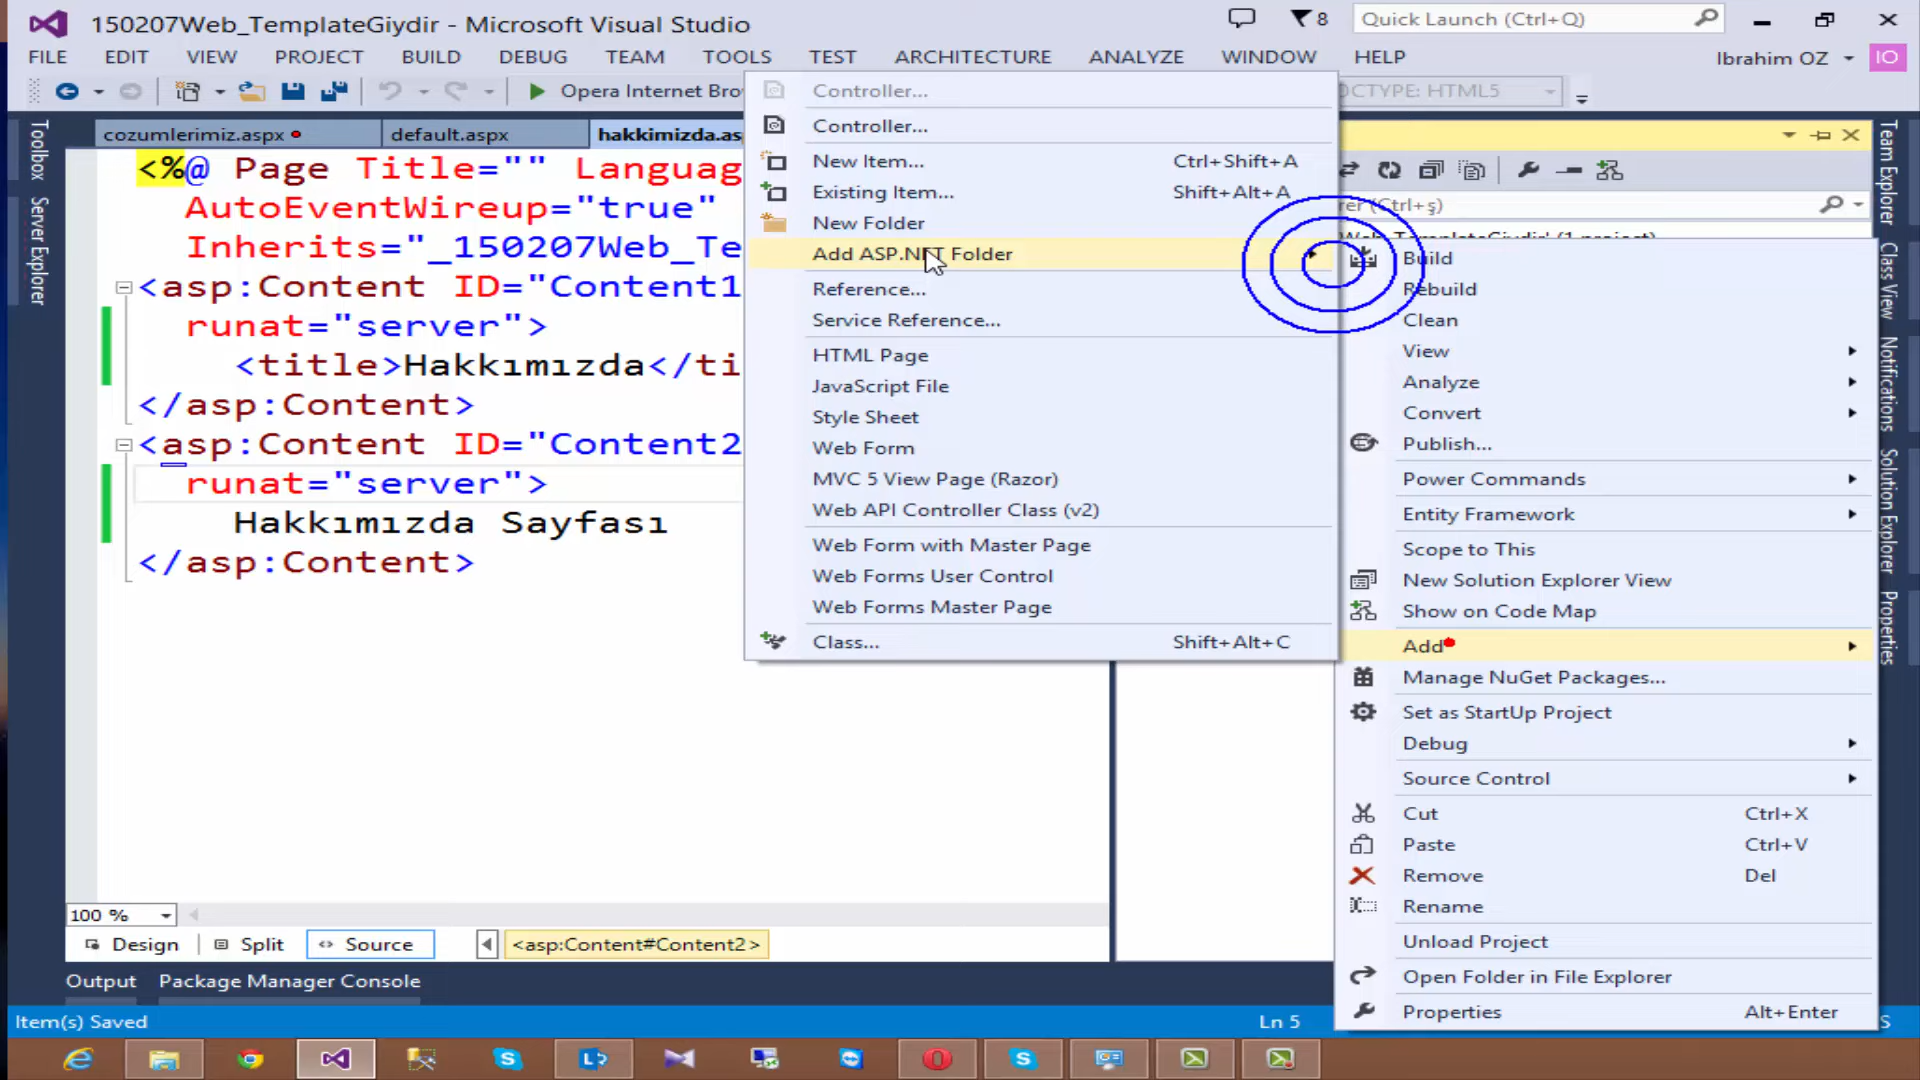 150207Web_TemplateGiydir - Microsoft Visual Studio
8
Quick Launch (Ctrl+Q)
FILE EDIT VIEW PROJECT BUILD DEBUG TEAM TOOLS TEST ARCHITECTURE ANALYZE WINDOW HELP
Ibrahim OZ
IO
Opera Internet Bro
OCTYPE: HTML5
cozumlerimiz.aspx
default.aspx
hakkimizda.as
<%@ Page Title="" Languag
AutoEventWireup="true"
Inherits="_150207Web_Te
<asp:Content ID="Content1
runat="server">
<title>Hakkımızda</ti
</asp:Content>
<asp:Content ID="Content2
runat="server">
Hakkımızda Sayfası
</asp:Content>
Controller...
Controller...
New Item... Ctrl+Shift+A
Existing Item... Shift+Alt+A
New Folder
Add ASP.NET Folder
Reference...
Service Reference...
HTML Page
JavaScript File
Style Sheet
Web Form
MVC 5 View Page (Razor)
Web API Controller Class (v2)
Web Form with Master Page
Web Forms User Control
Web Forms Master Page
Class... Shift+Alt+C
rer (Ctrl+ş)
Web_TemplateGiydir' (1 project)
Build
Rebuild
Clean
View
Analyze
Convert
Publish...
Power Commands
Entity Framework
Scope to This
New Solution Explorer View
Show on Code Map
Add
Manage NuGet Packages...
Set as StartUp Project
Debug
Source Control
Cut Ctrl+X
Paste Ctrl+V
Remove Del
Rename
Unload Project
Open Folder in File Explorer
Properties Alt+Enter
Toolbox
Server Explorer
Team Explorer
Class View
Notifications
Solution Explorer
Properties
100 %
Design
Split
Source
<asp:Content#Content2>
Output
Package Manager Console
Item(s) Saved
Ln 5
S